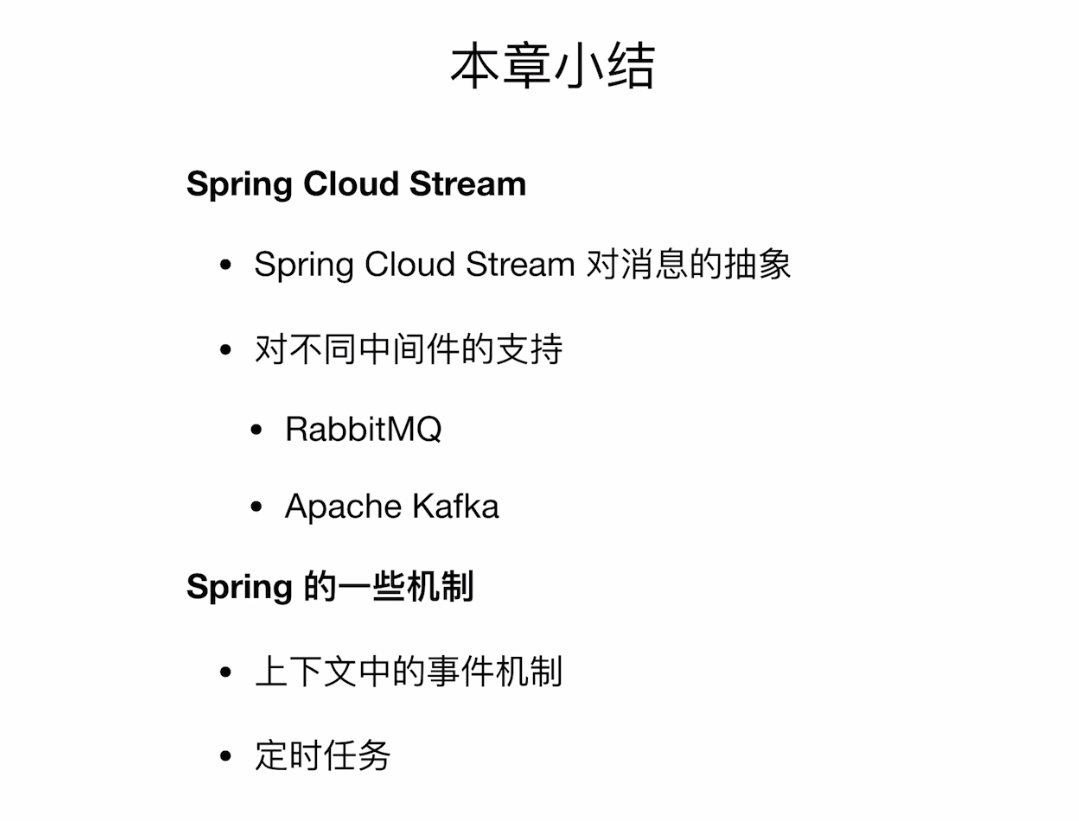 本章小结
Spring Cloud Stream
• Spring Cloud Stream 对消息的抽象
• 对不同中间件的支持
• RabbitMQ
• Apache Kafka
Spring 的一些机制
• 上下文中的事件机制
• 定时任务